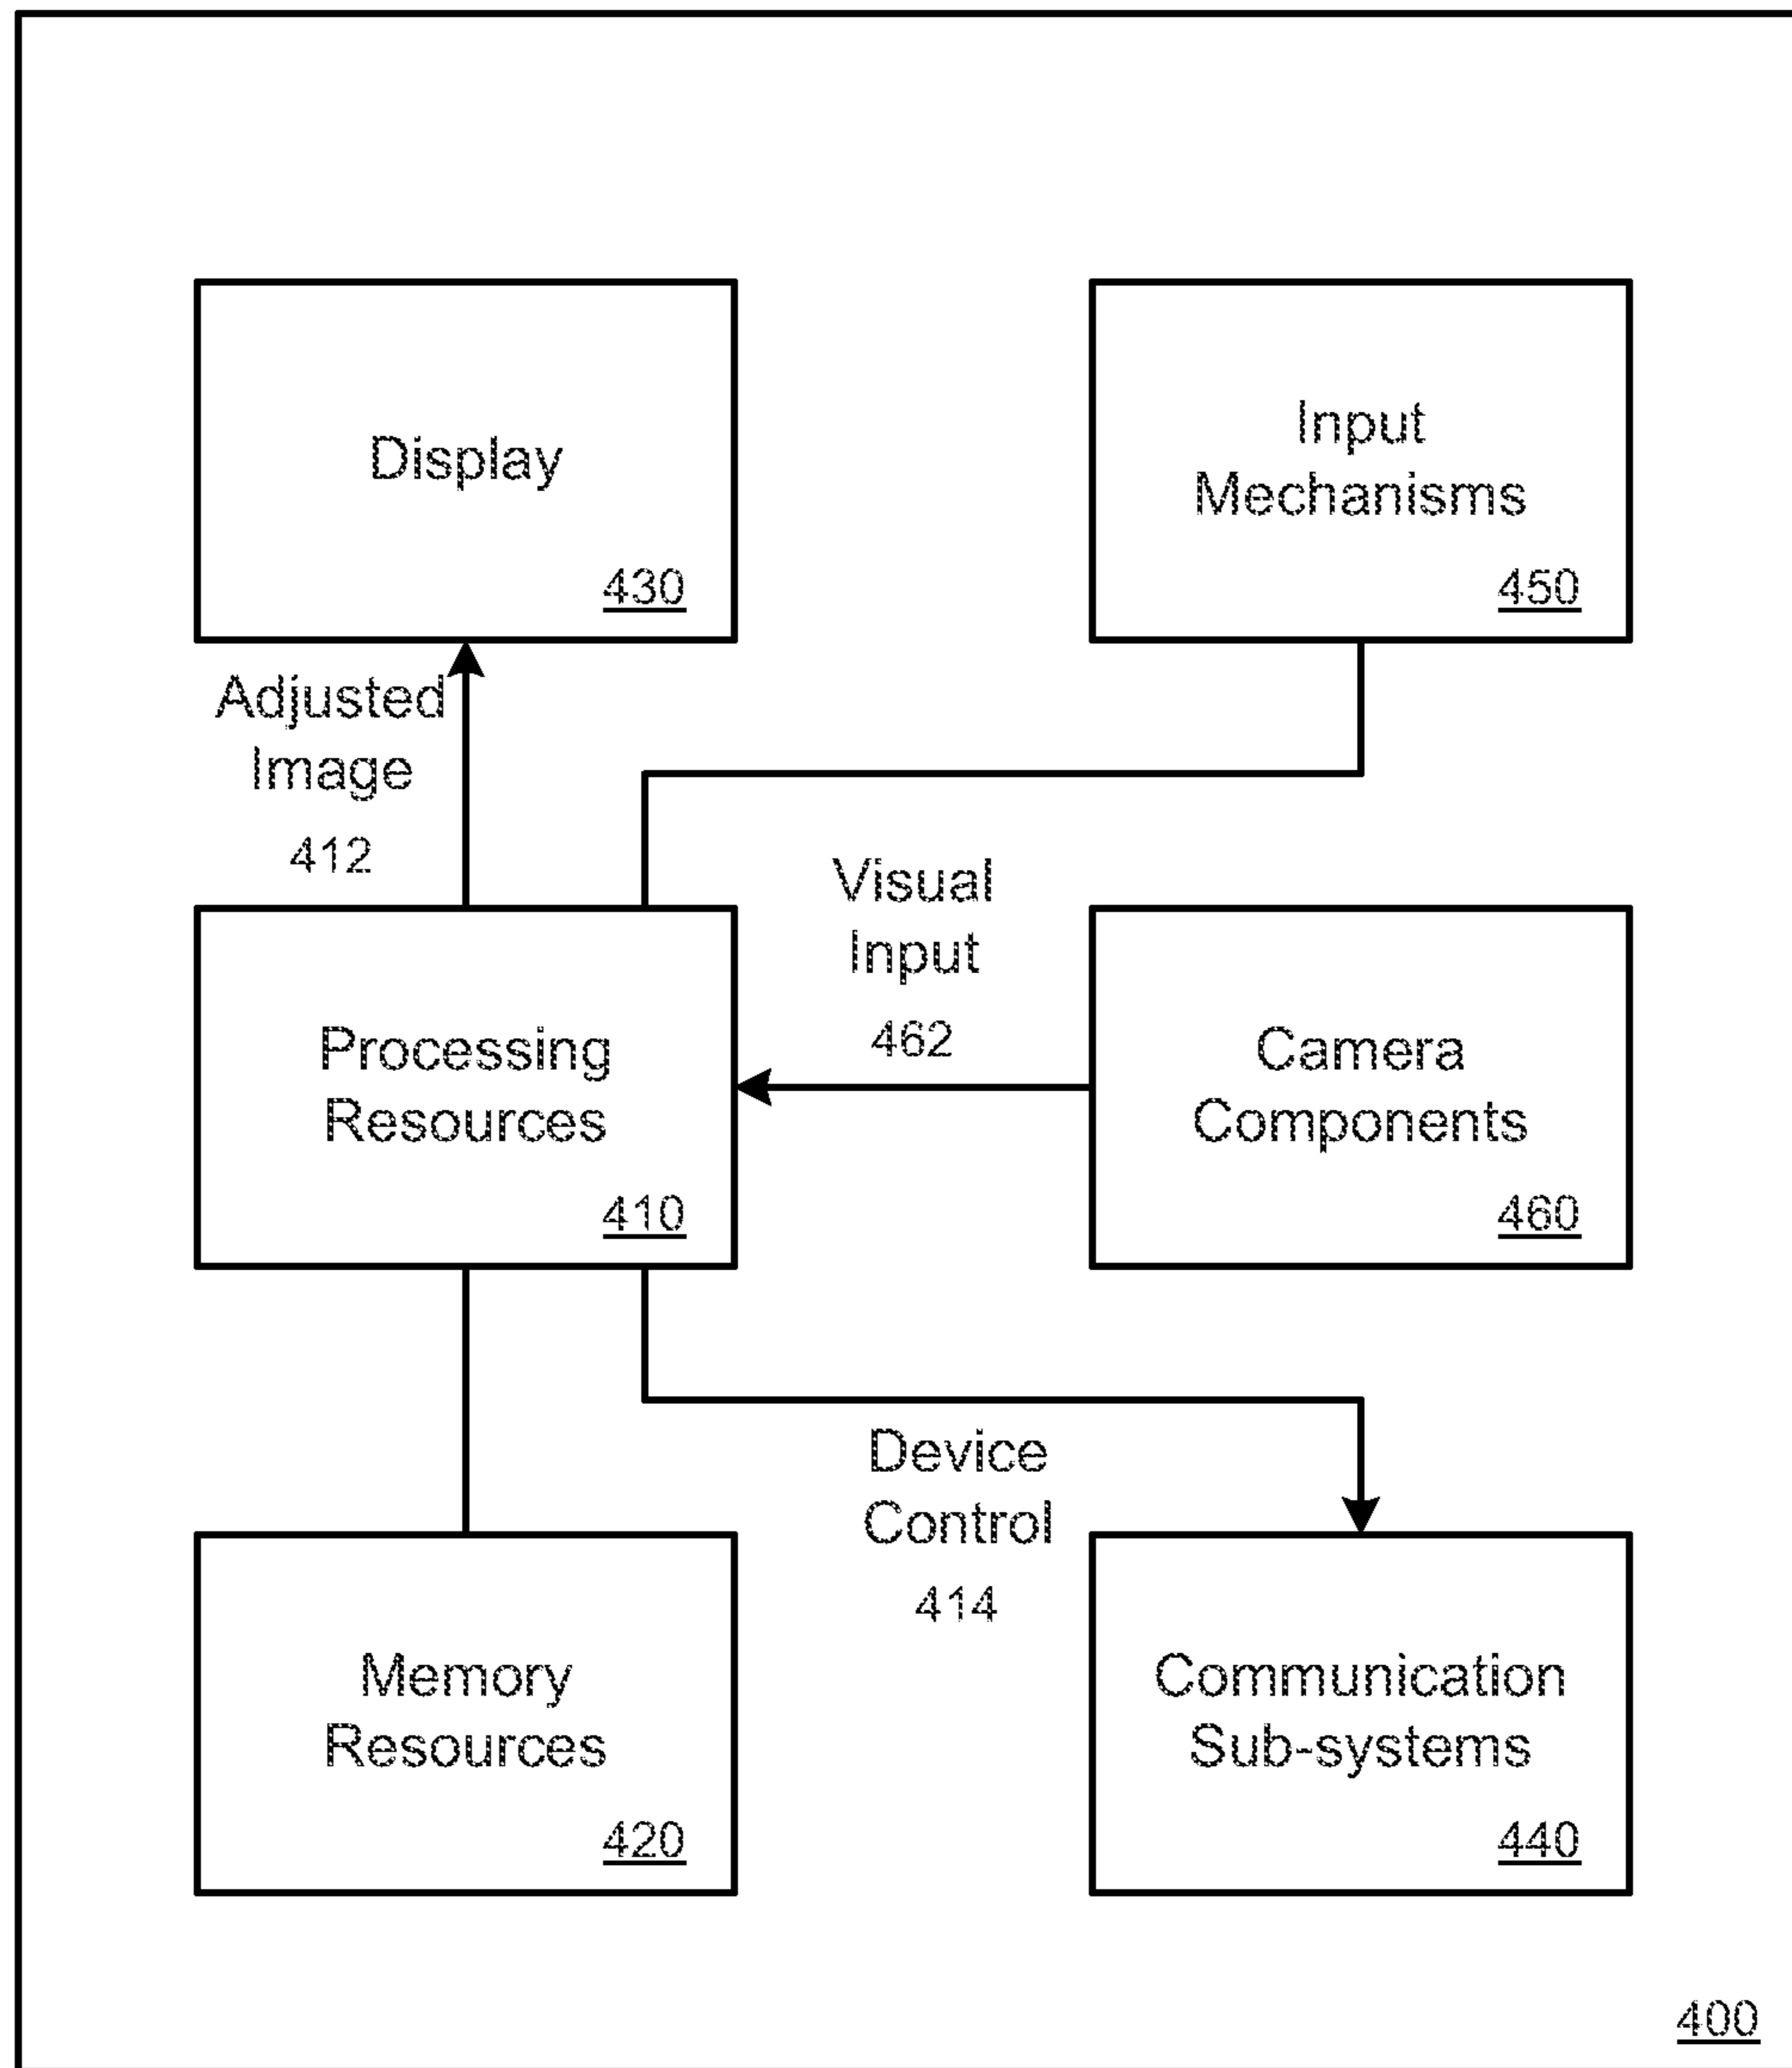 Display
430
Input
Mechanisms
450
Adjusted
Image
412
Visual
Input
462
Processing
Resources
410
Camera
Components
460
Device
Control
414
Memory
Resources
420
Communication
Sub-systems
440
400